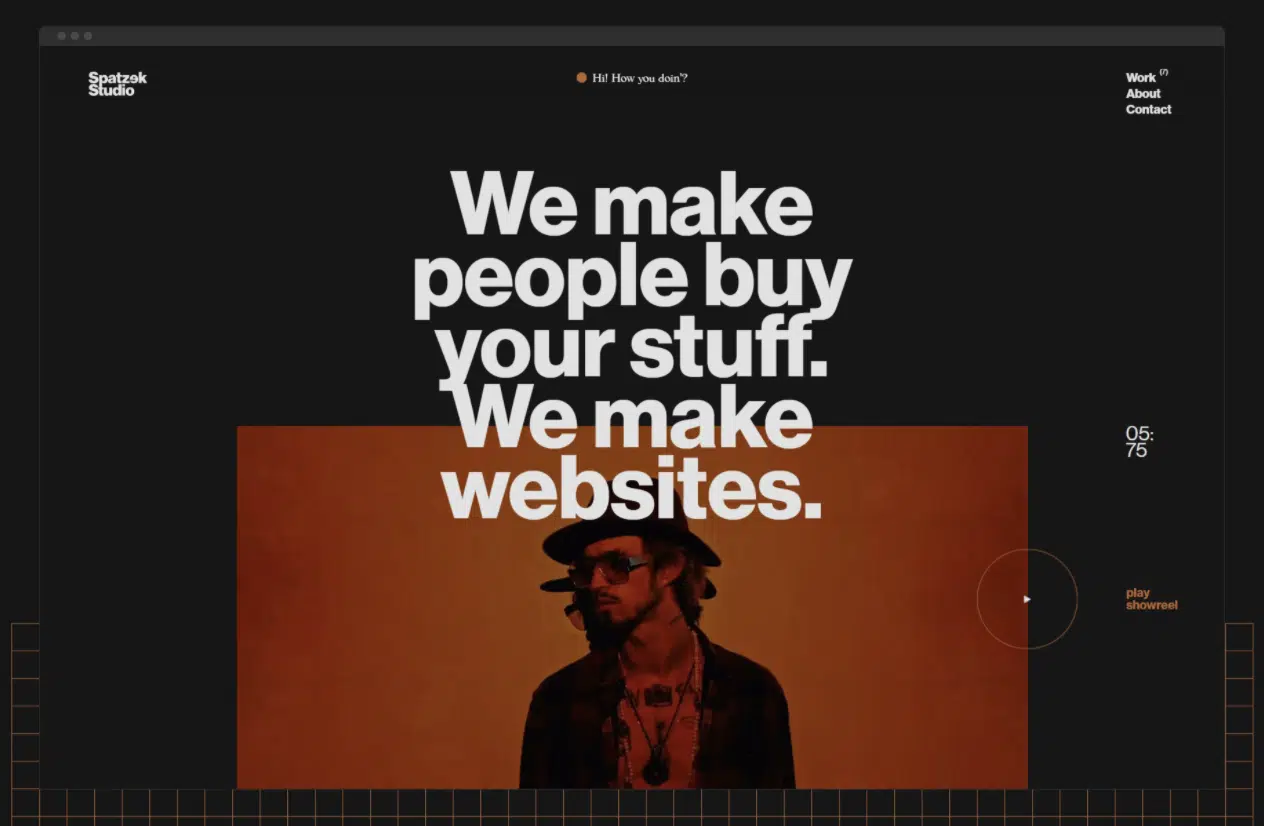 Spatzek
Studio
Hi! How you doin'?
Work (7)
About
Contact
We make
people buy
your stuff.
We make
websites.
05:
75
play
showreel